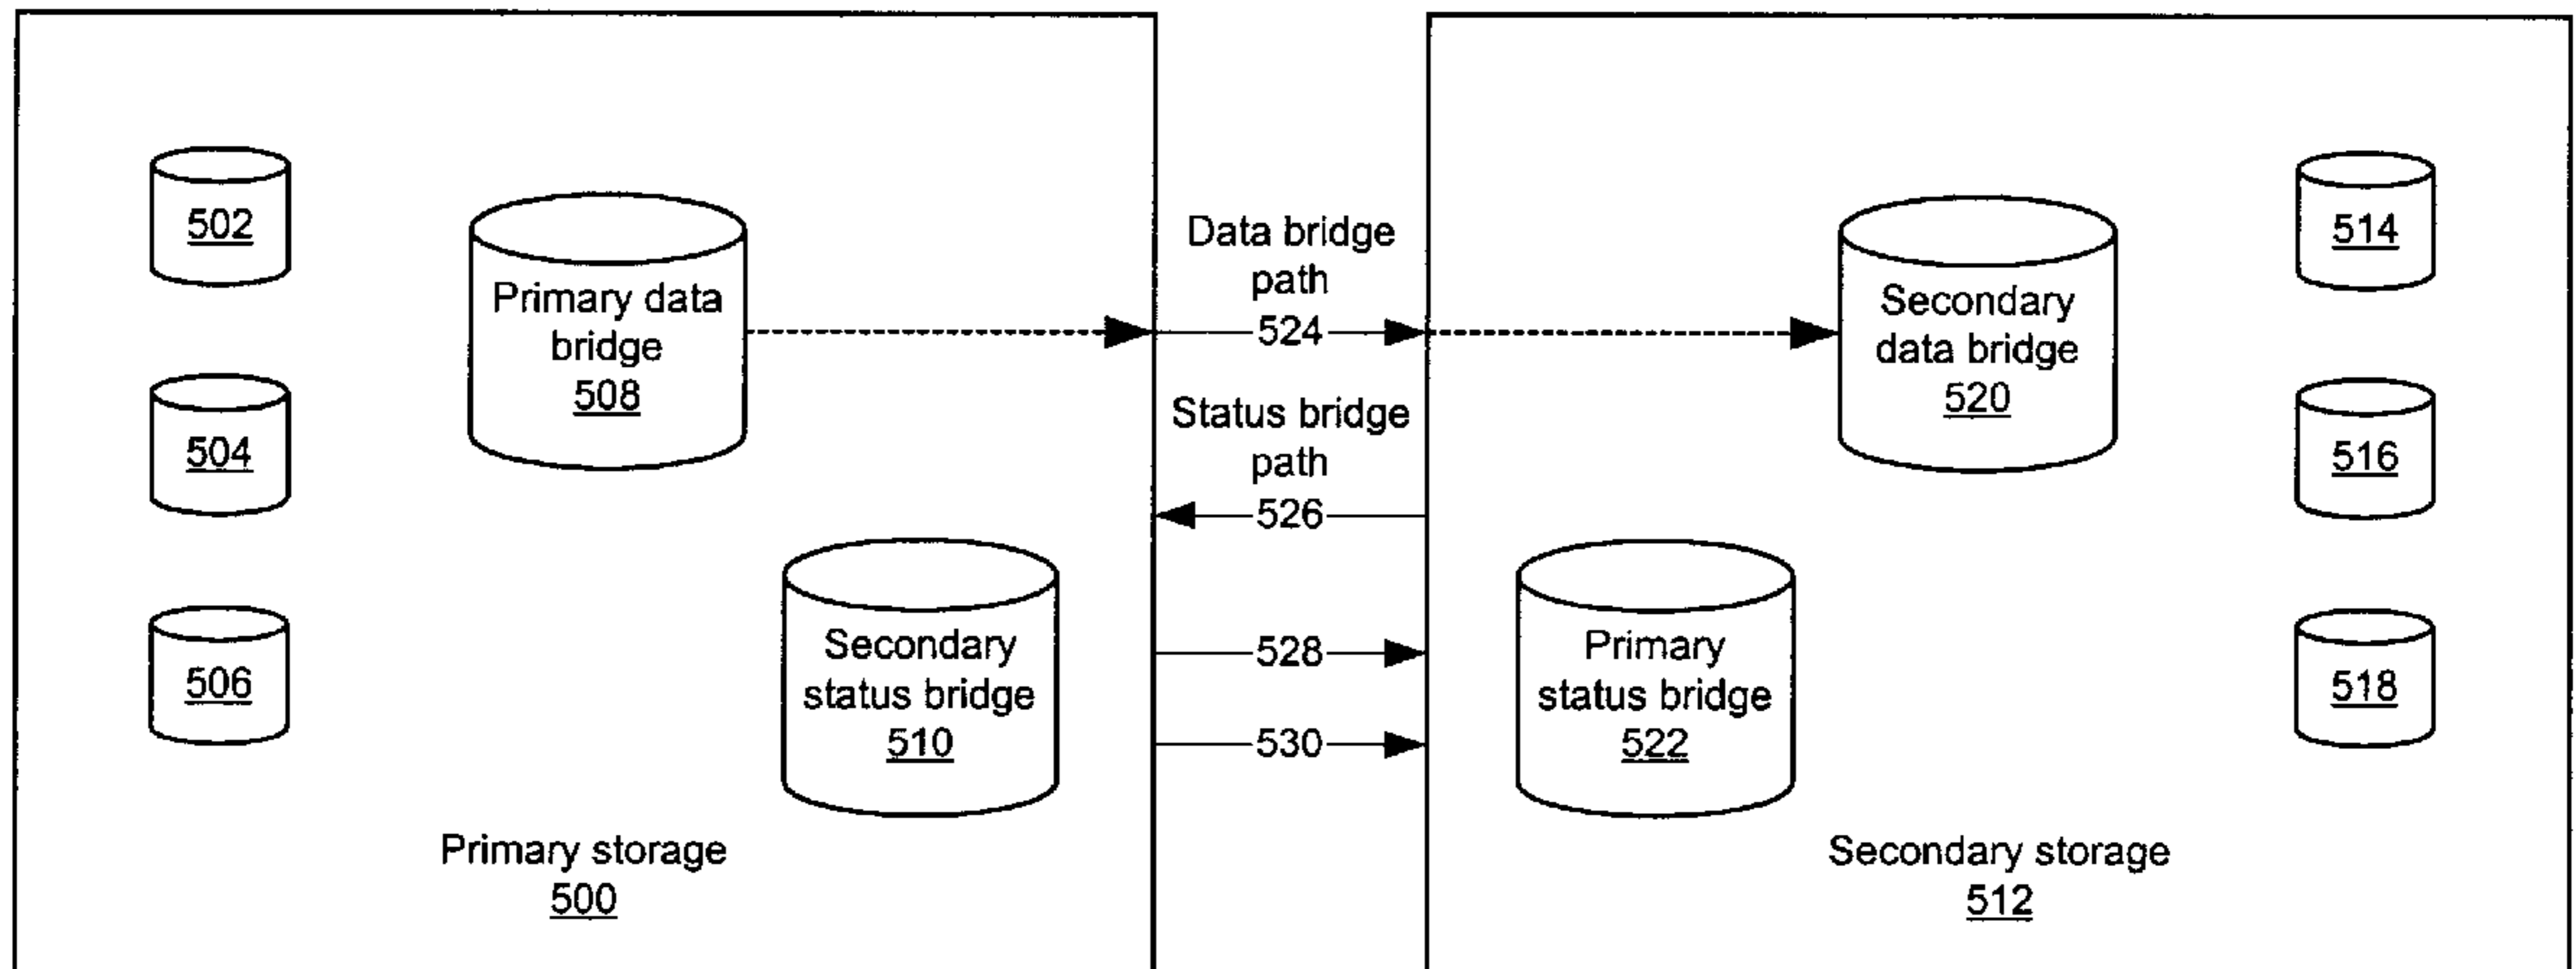 502
504
506
Primary data
bridge
508
Secondary
status bridge
510
Primary storage
500
Data bridge
path
524
Status bridge
path
526
528
530
Secondary
data bridge
520
Primary
status bridge
522
514
516
518
Secondary storage
512